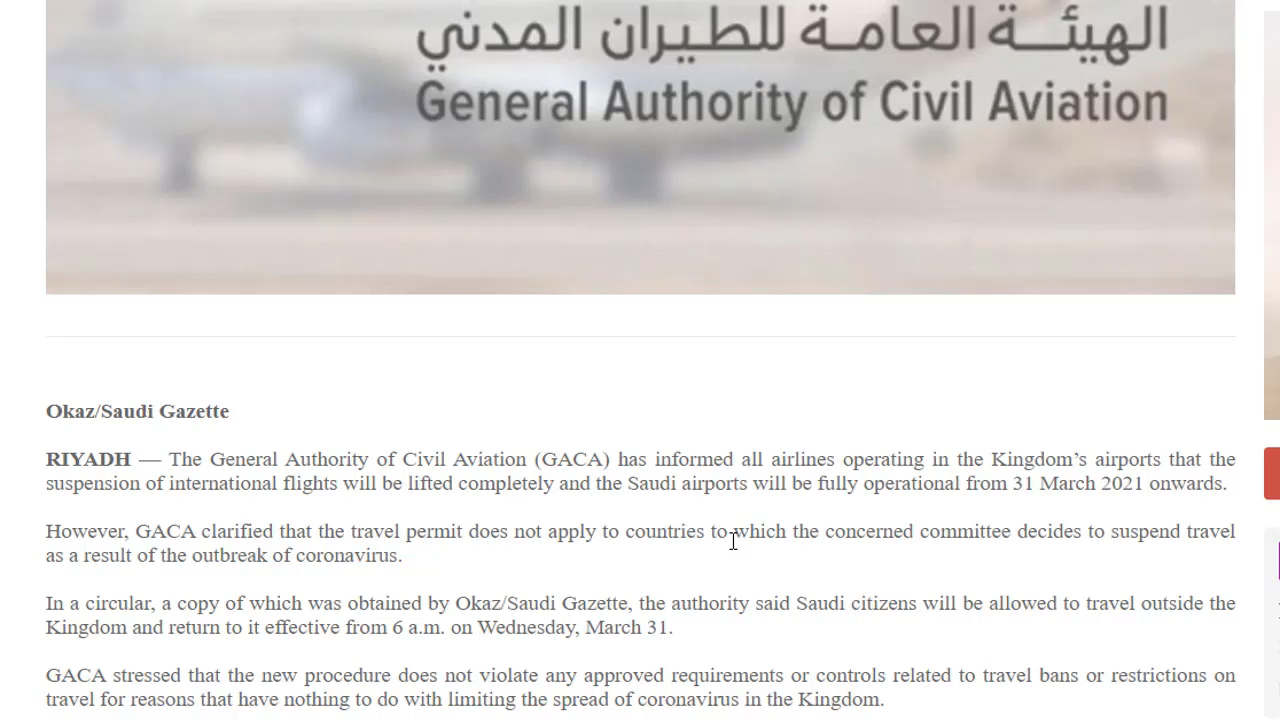 الهيئـــة العامـة للطيران المدني
General Authority of Civil Aviation
Okaz/Saudi Gazette
RIYADH — The General Authority of Civil Aviation (GACA) has informed all airlines operating in the Kingdom’s airports that the
suspension of international flights will be lifted completely and the Saudi airports will be fully operational from 31 March 2021 onwards.
However, GACA clarified that the travel permit does not apply to countries to which the concerned committee decides to suspend travel
as a result of the outbreak of coronavirus.
In a circular, a copy of which was obtained by Okaz/Saudi Gazette, the authority said Saudi citizens will be allowed to travel outside the
Kingdom and return to it effective from 6 a.m. on Wednesday, March 31.
GACA stressed that the new procedure does not violate any approved requirements or controls related to travel bans or restrictions on
travel for reasons that have nothing to do with limiting the spread of coronavirus in the Kingdom.